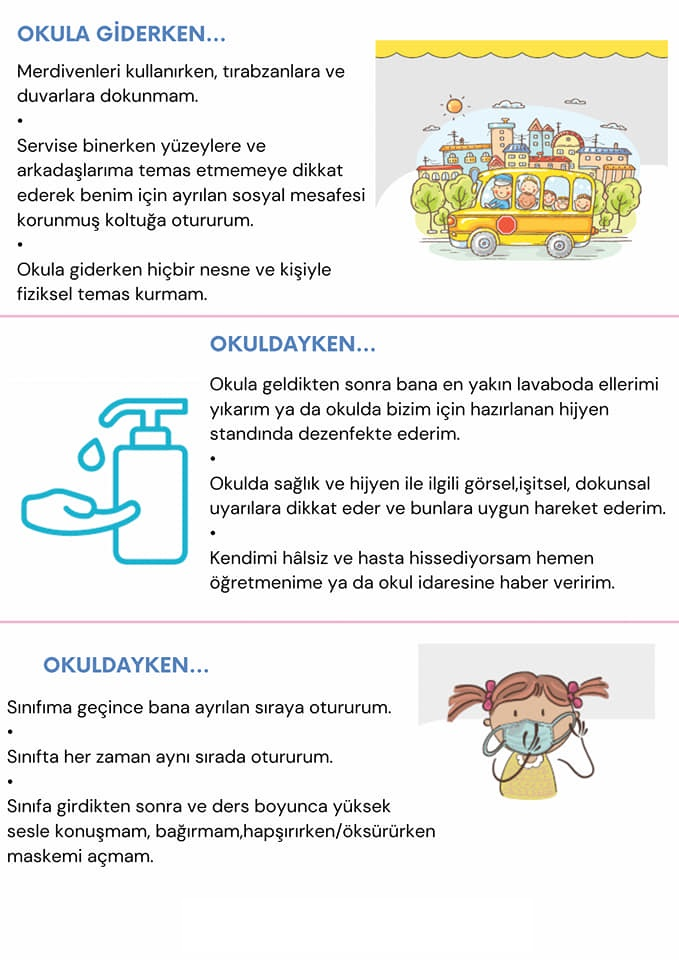 OKULA GİDERKEN...
Merdivenleri kullanırken, tırabzanlara ve
duvarlara dokunmam.
•
Servise binerken yüzeylere ve
arkadaşlarıma temas etmemeye dikkat
ederek benim için ayrılan sosyal mesafesi
korunmuş koltuğa otururum.
•
Okula giderken hiçbir nesne ve kişiyle
fiziksel temas kurmam.
OKULDAYKEN...
Okula geldikten sonra bana en yakın lavaboda ellerimi
yıkarım ya da okulda bizim için hazırlanan hijyen
standında dezenfekte ederim.
•
Okulda sağlık ve hijyen ile ilgili görsel,işitsel, dokunsal
uyarılara dikkat eder ve bunlara uygun hareket ederim.
•
Kendimi hâlsiz ve hasta hissediyorsam hemen
öğretmenime ya da okul idaresine haber veririm.
OKULDAYKEN...
Sınıfıma geçince bana ayrılan sıraya otururum.
•
Sınıfta her zaman aynı sırada otururum.
•
Sınıfa girdikten sonra ve ders boyunca yüksek
sesle konuşmam, bağırmam,hapşırırken/öksürürken
maskemi açmam.